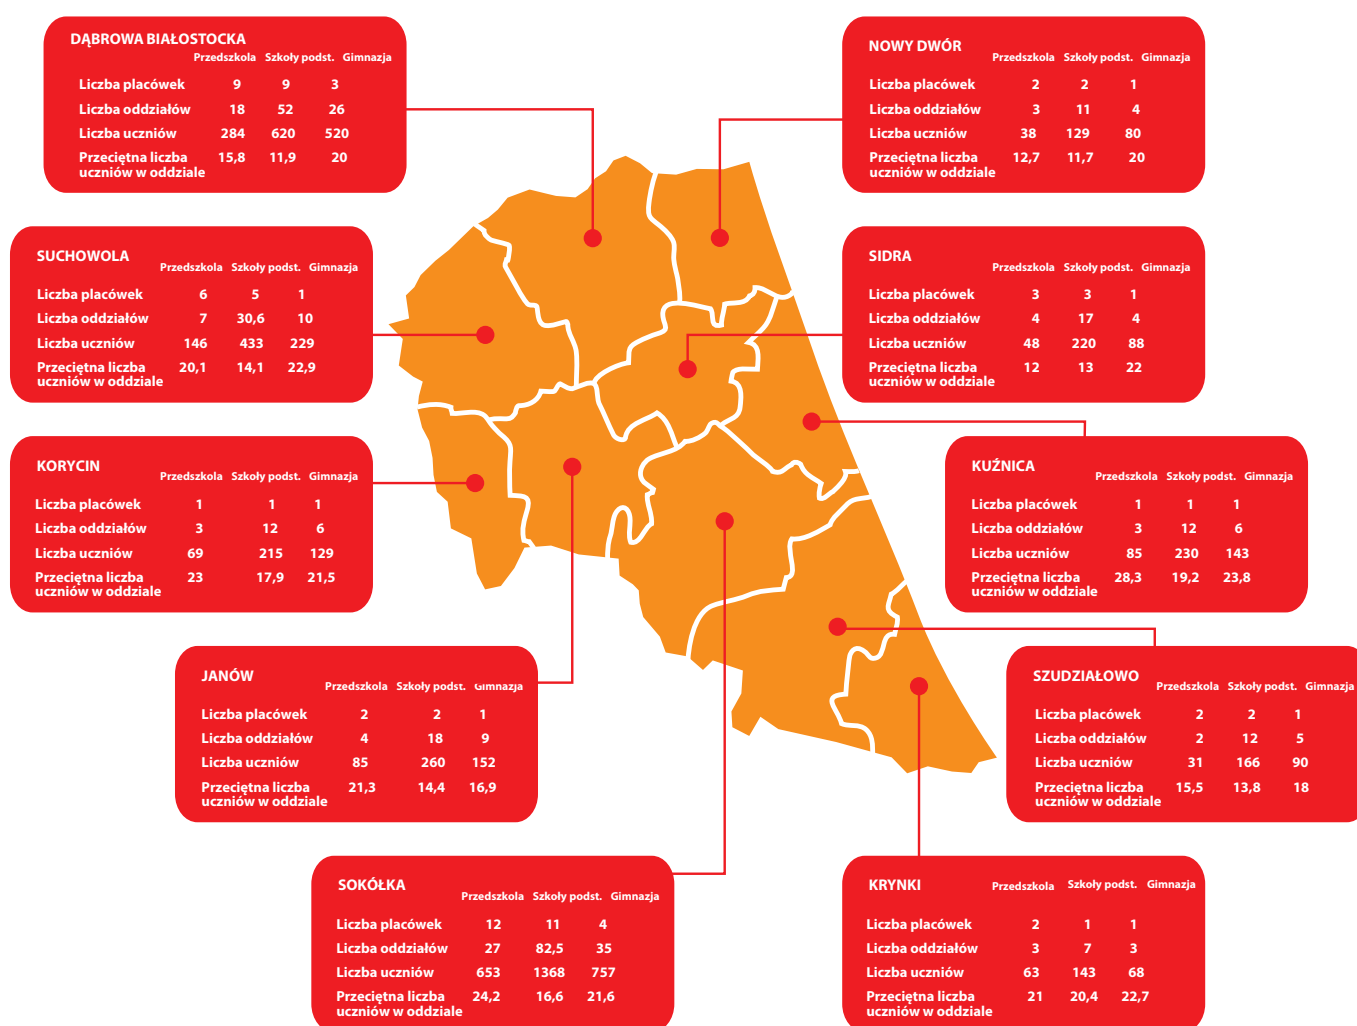 DĄBROWA BIAŁOSTOCKA
Przedszkola Szkoły podst. Gimnazja
Liczba placówek 9 9 3
Liczba oddziałów 18 52 26
Liczba uczniów 284 620 520
Przeciętna liczba 15,8 11,9 20
uczniów w oddziale
NOWY DWÓR
Przedszkola Szkoły podst. Gimnazja
Liczba placówek 2 2 1
Liczba oddziałów 3 11 4
Liczba uczniów 38 129 80
Przeciętna liczba 12,7 11,7 20
uczniów w oddziale
SUCHOWOLA
Przedszkola Szkoły podst. Gimnazja
Liczba placówek 6 5 1
Liczba oddziałów 7 30,6 10
Liczba uczniów 146 433 229
Przeciętna liczba 20,1 14,1 22,9
uczniów w oddziale
SIDRA
Przedszkola Szkoły podst. Gimnazja
Liczba placówek 3 3 1
Liczba oddziałów 4 17 4
Liczba uczniów 48 220 88
Przeciętna liczba 12 13 22
uczniów w oddziale
KORYCIN
Przedszkola Szkoły podst. Gimnazja
Liczba placówek 1 1 1
Liczba oddziałów 3 12 6
Liczba uczniów 69 215 129
Przeciętna liczba 23 17,9 21,5
uczniów w oddziale
KUŹNICA
Przedszkola Szkoły podst. Gimnazja
Liczba placówek 1 1 1
Liczba oddziałów 3 12 6
Liczba uczniów 85 230 143
Przeciętna liczba 28,3 19,2 23,8
uczniów w oddziale
JANÓW
Przedszkola Szkoły podst. Gimnazja
Liczba placówek 2 2 1
Liczba oddziałów 4 18 9
Liczba uczniów 85 260 152
Przeciętna liczba 21,3 14,4 16,9
uczniów w oddziale
SZUDZIAŁOWO
Przedszkola Szkoły podst. Gimnazja
Liczba placówek 2 2 1
Liczba oddziałów 2 12 5
Liczba uczniów 31 166 90
Przeciętna liczba 15,5 13,8 18
uczniów w oddziale
SOKÓŁKA
Przedszkola Szkoły podst. Gimnazja
Liczba placówek 12 11 4
Liczba oddziałów 27 82,5 35
Liczba uczniów 653 1368 757
Przeciętna liczba 24,2 16,6 21,6
uczniów w oddziale
KRYNKI
Przedszkola Szkoły podst. Gimnazja
Liczba placówek 2 1 1
Liczba oddziałów 3 7 3
Liczba uczniów 63 143 68
Przeciętna liczba 21 20,4 22,7
uczniów w oddziale